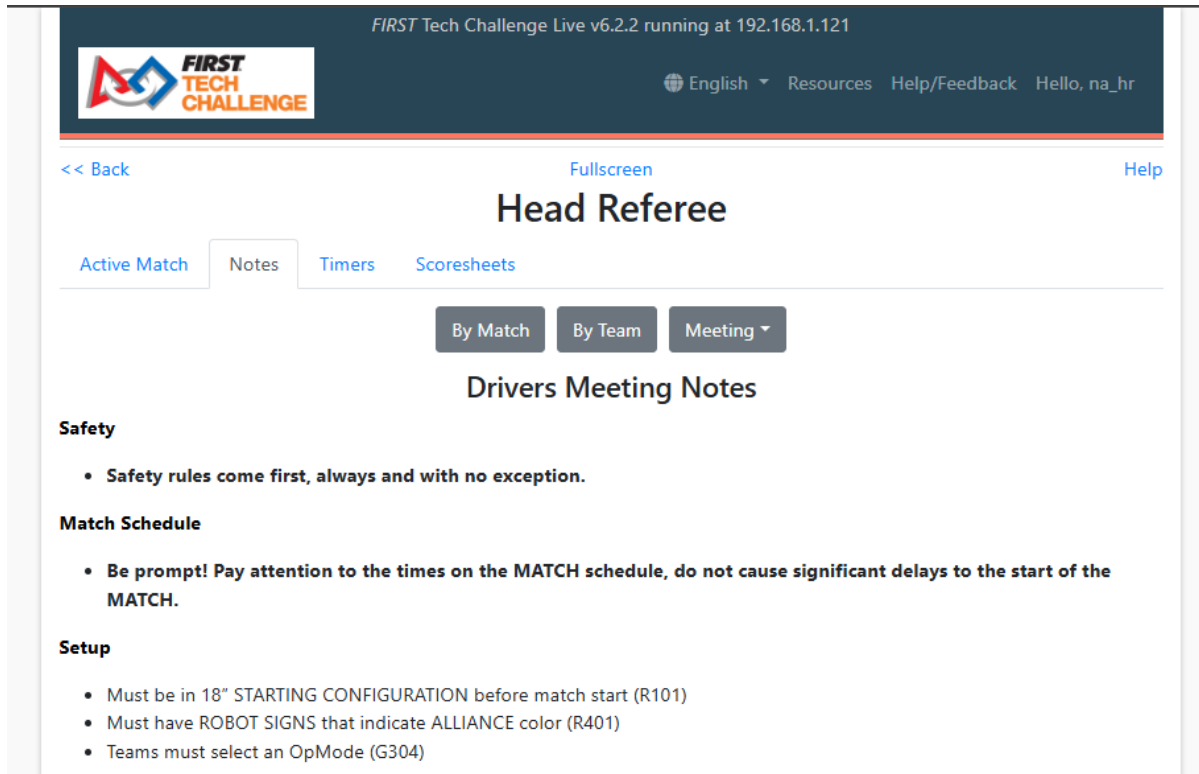 FIRST Tech Challenge Live v6.2.2 running at 192.168.1.121
FIRST
TECH
CHALLENGE
English Resources Help/Feedback Hello, na_hr
<< Back Fullscreen Help
Head Referee
Active Match Notes Timers Scoresheets
By Match By Team Meeting
Drivers Meeting Notes
Safety
• Safety rules come first, always and with no exception.
Match Schedule
• Be prompt! Pay attention to the times on the MATCH schedule, do not cause significant delays to the start of the
MATCH.
Setup
• Must be in 18” STARTING CONFIGURATION before match start (R101)
• Must have ROBOT SIGNS that indicate ALLIANCE color (R401)
• Teams must select an OpMode (G304)